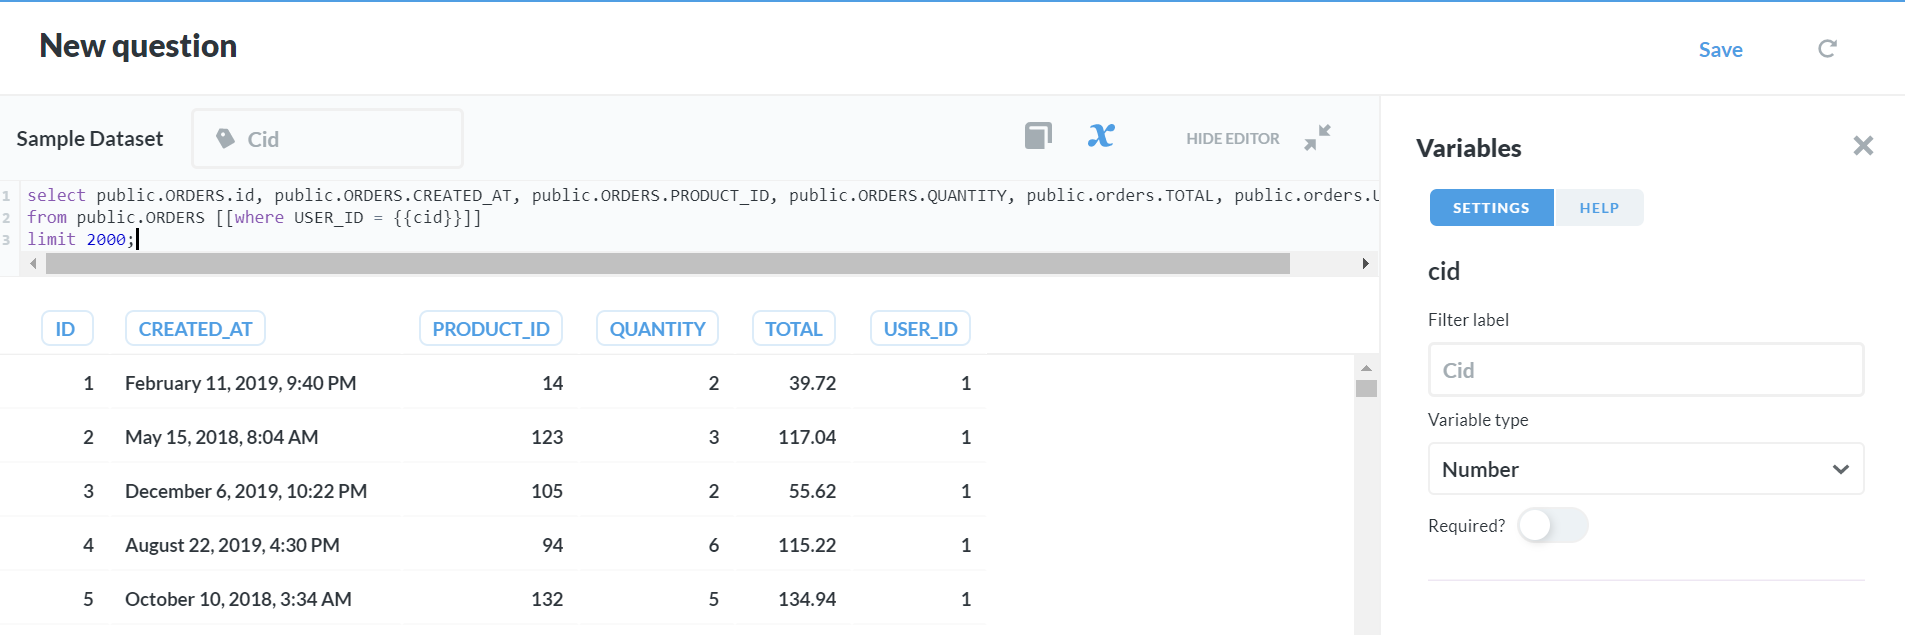 New question
Save
Sample Dataset
Cid
HIDE EDITOR
1 select public.ORDERS.id, public.ORDERS.CREATED_AT, public.ORDERS.PRODUCT_ID, public.ORDERS.QUANTITY, public.orders.TOTAL, public.orders.U
2 from public.ORDERS [[where USER_ID = {{cid}}]]
3 limit 2000;
ID CREATED_AT PRODUCT_ID QUANTITY TOTAL USER_ID
1 February 11, 2019, 9:40 PM 14 2 39.72 1
2 May 15, 2018, 8:04 AM 123 3 117.04 1
3 December 6, 2019, 10:22 PM 105 2 55.62 1
4 August 22, 2019, 4:30 PM 94 6 115.22 1
5 October 10, 2018, 3:34 AM 132 5 134.94 1
Variables
SETTINGS HELP
cid
Filter label
Cid
Variable type
Number
Required?